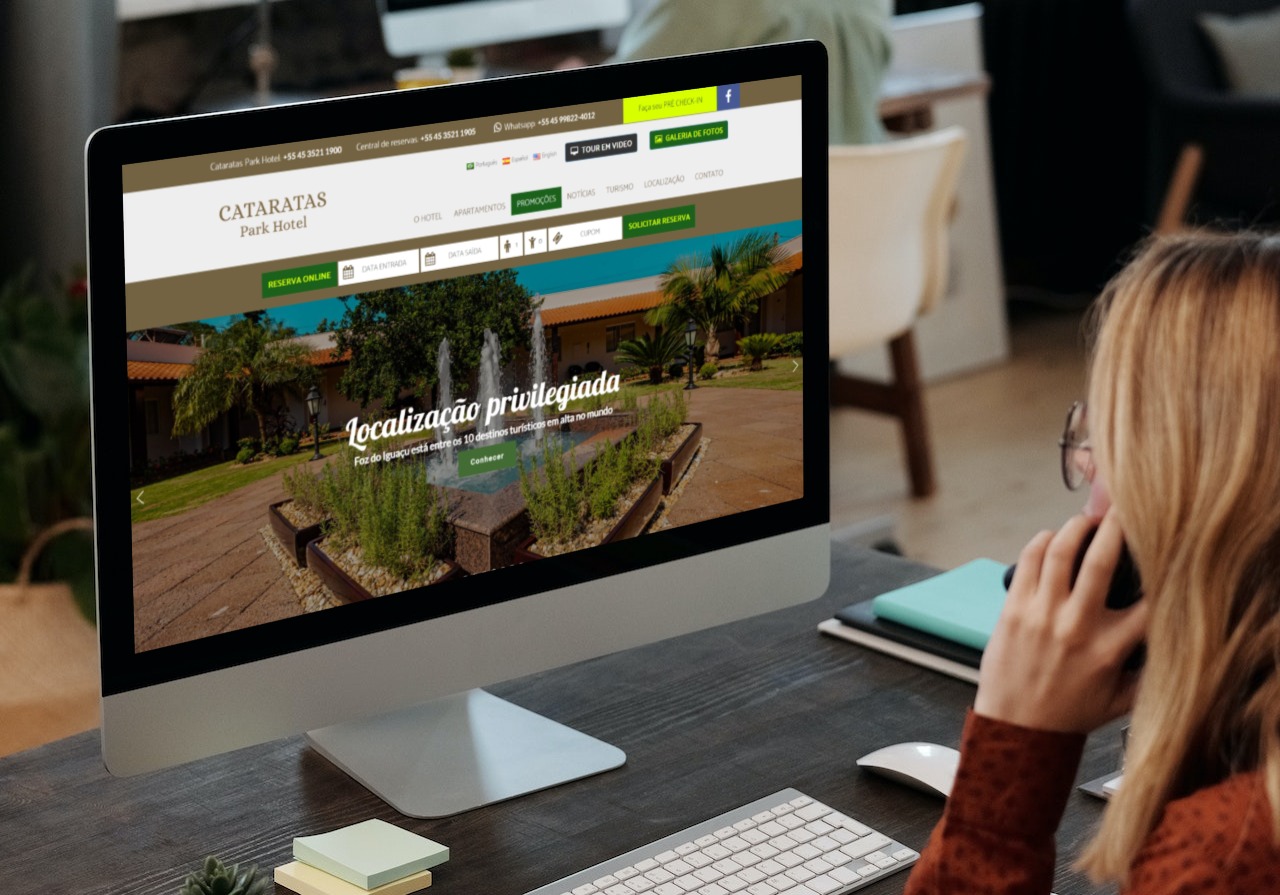 Cataratas Park Hotel +55 45 3521 1900 Central de reservas: +55 45 3521 1905 Whatsapp: +55 45 99822-4012 Faça seu PRÉ CHECK-IN f
Português Español English TOUR EM VIDEO GALERIA DE FOTOS
CATARATAS
Park Hotel
O HOTEL APARTAMENTOS PROMOÇÕES NOTÍCIAS TURISMO LOCALIZAÇÃO CONTATO
RESERVA ONLINE DATA ENTRADA DATA SAÍDA 1 0 CUPOM SOLICITAR RESERVA
Localização privilegiada
Foz do Iguaçu está entre os 10 destinos turísticos em alta no mundo
Conhecer